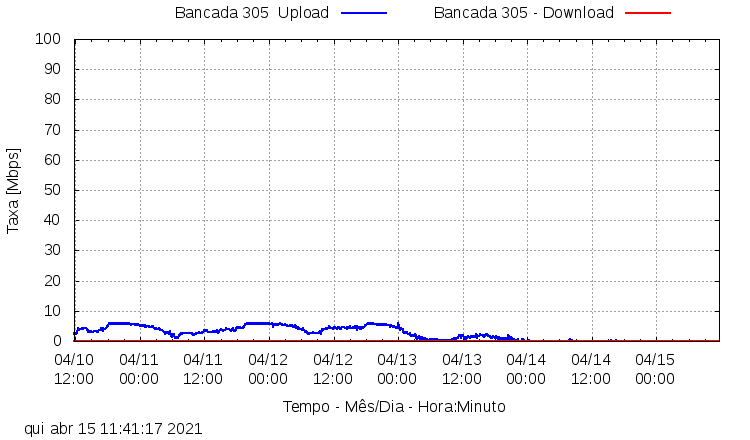 Bancada 305  Upload
Bancada 305 - Download
100
90
80
70
60
50
40
30
20
10
0
Taxa [Mbps]
04/10 04/11 04/11 04/12 04/12 04/13 04/13 04/14 04/14 04/15
12:00 00:00 12:00 00:00 12:00 00:00 12:00 00:00 12:00 00:00
Tempo - Mês/Dia - Hora:Minuto
qui abr 15 11:41:17 2021